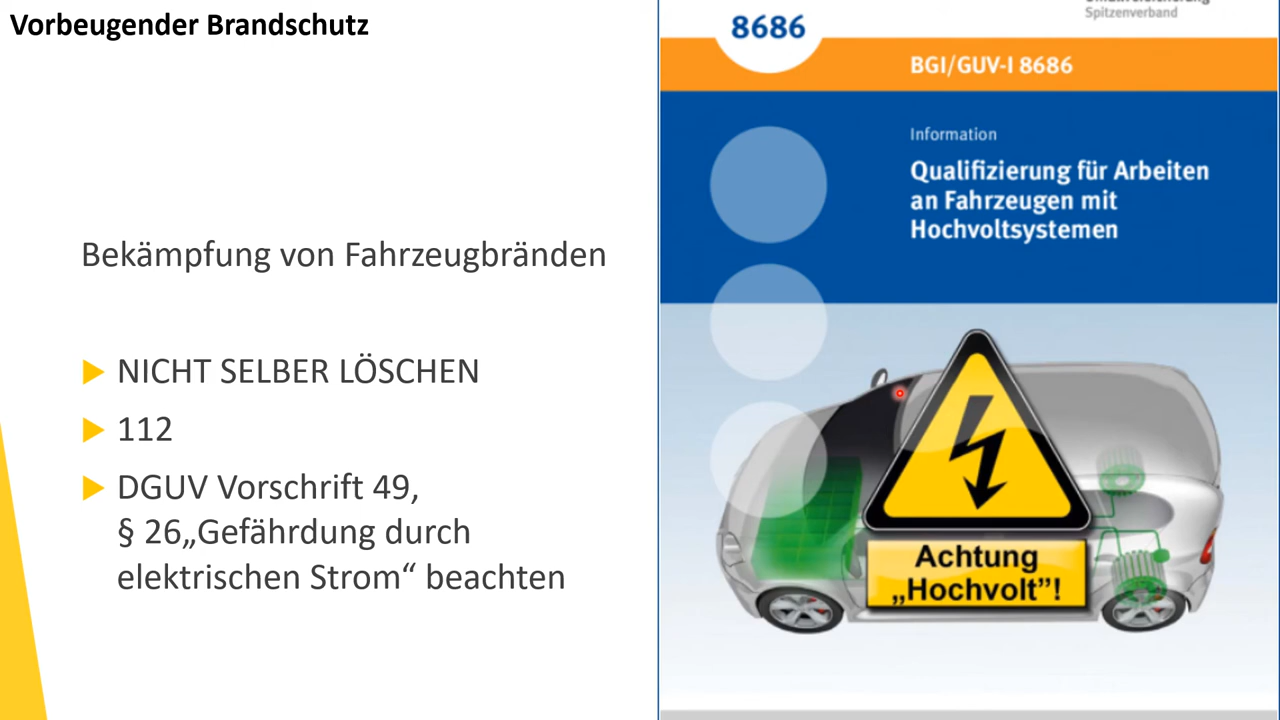 Vorbeugender Brandschutz
Bekämpfung von Fahrzeugbränden
NICHT SELBER LÖSCHEN
112
DGUV Vorschrift 49,
§ 26„Gefährdung durch
elektrischen Strom“ beachten
Spitzenverband
8686
BGI/GUV-I 8686
Information
Qualifizierung für Arbeiten
an Fahrzeugen mit
Hochvoltsystemen
Achtung
„Hochvolt”!